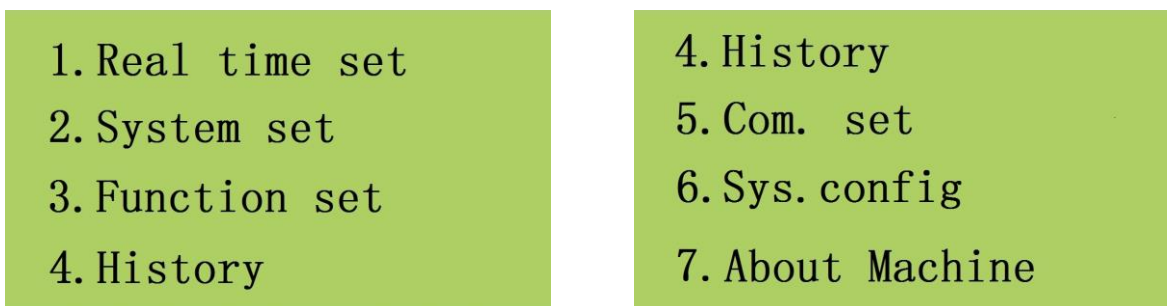 1.Real time set
2.System set
3.Function set
4.History
4.History
5.Com. set
6.Sys.config
7.About Machine